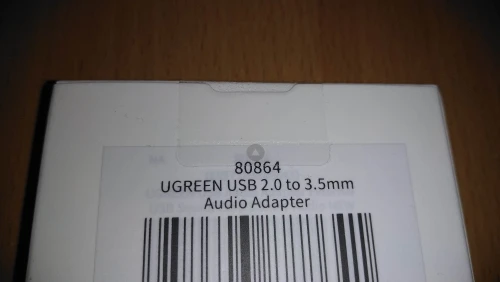 80864
UGREEN USB 2.0 to 3.5mm
Audio Adapter